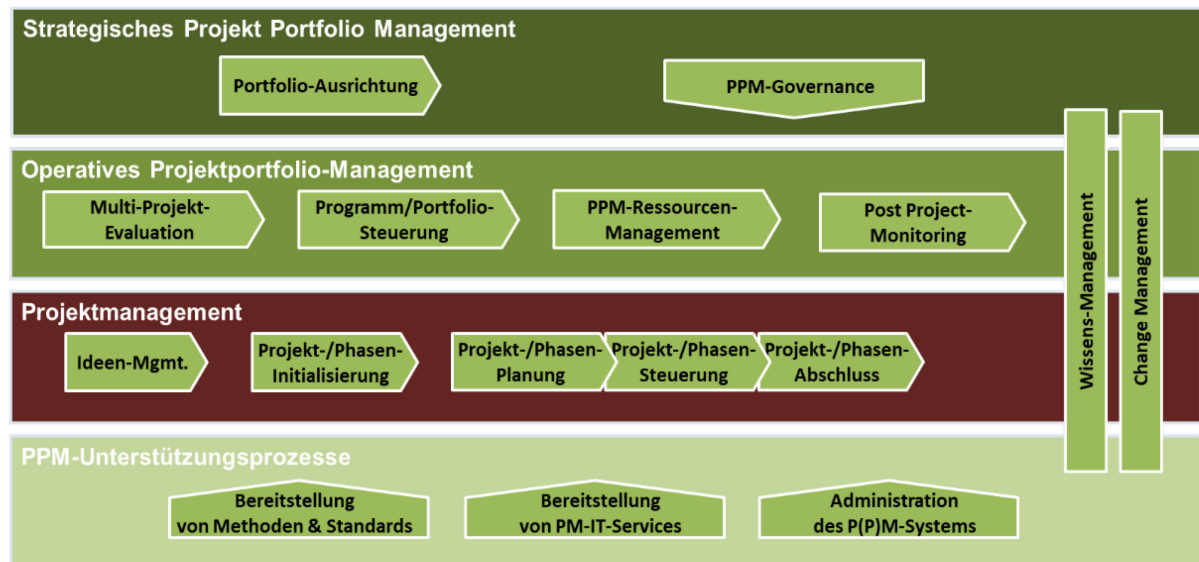 Strategisches Projekt Portfolio Management
Portfolio-Ausrichtung
PPM-Governance
Operatives Projektportfolio-Management
Multi-Projekt-
Evaluation
Programm/Portfolio-
Steuerung
PPM-Ressourcen-
Management
Post Project-
Monitoring
Projektmanagement
Ideen-Mgmt.
Projekt-/Phasen-
Initialisierung
Projekt-/Phasen-
Planung
Projekt-/Phasen-
Steuerung
Projekt-/Phasen-
Abschluss
Wissens-Management
Change Management
PPM-Unterstützungsprozesse
Bereitstellung
von Methoden & Standards
Bereitstellung
von PM-IT-Services
Administration
des P(P)M-Systems